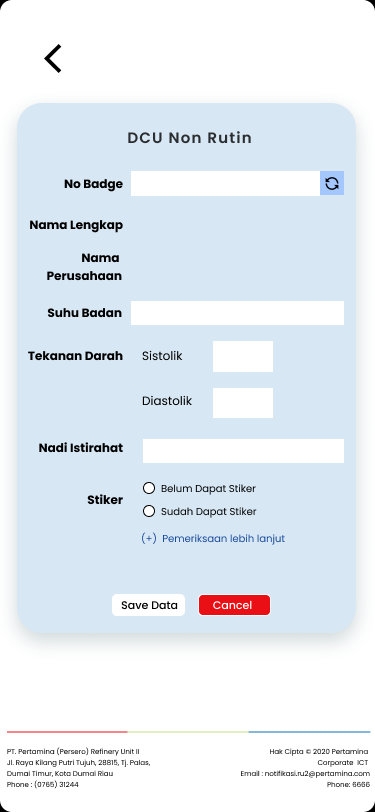 DCU Non Rutin
No Badge
Nama Lengkap
Nama
Perusahaan
Suhu Badan
Tekanan Darah
Sistolik
Diastolik
Nadi Istirahat
Stiker
Belum Dapat Stiker
Sudah Dapat Stiker
(+) Pemeriksaan lebih lanjut
Save Data
Cancel
PT. Pertamina (Persero) Refinery Unit II
Jl. Raya Kilang Putri Tujuh, 28815, Tj. Palas,
Dumai Timur, Kota Dumai Riau
Phone : (0765) 31244
Hak Cipta © 2020 Pertamina
Corporate ICT
Email : notifikasi.ru2@pertamina.com
Phone: 6666